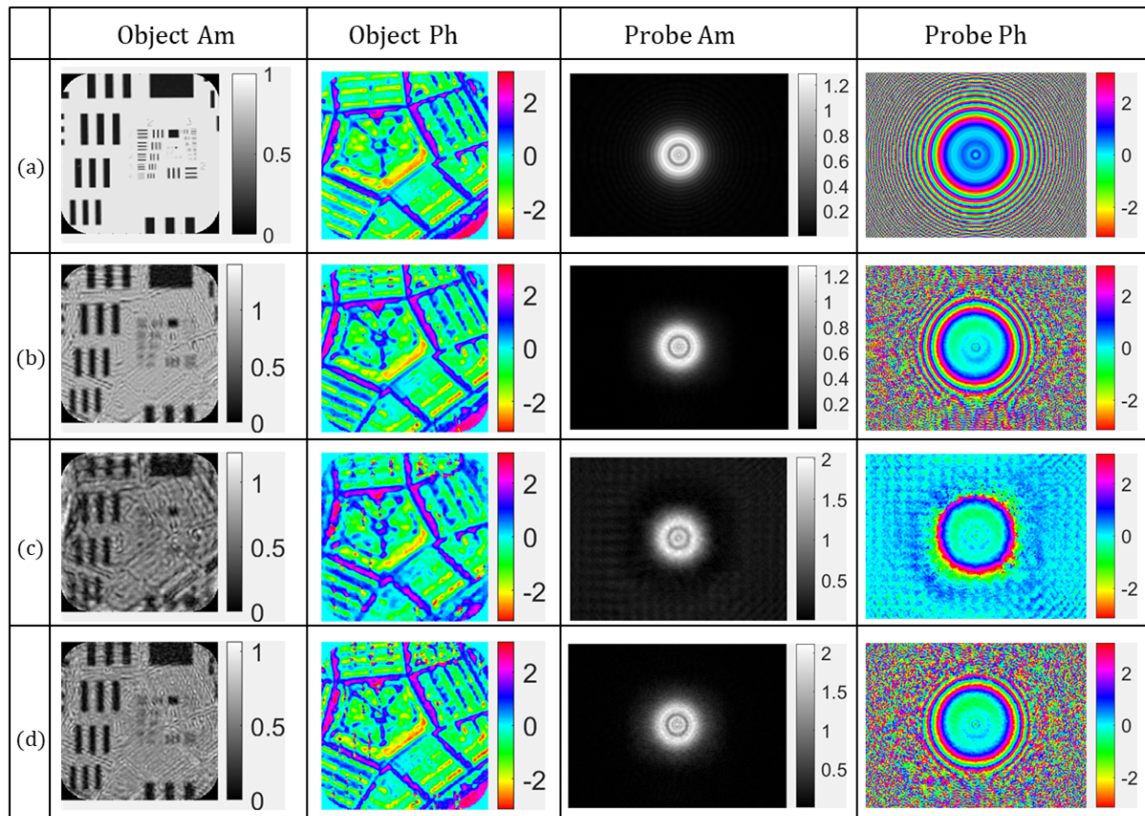 Object Am Object Ph Probe Am Probe Ph
(a) 1 0.5 0 2 0 -2 1.2 1 0.8 0.6 0.4 0.2 2 0 -2
(b) 1 0.5 0 2 0 -2 1.2 1 0.8 0.6 0.4 0.2 2 0 -2
(c) 1 0.5 0 2 0 -2 2 1.5 1 0.5 2 0 -2
(d) 1 0.5 0 2 0 -2 2 1.5 1 0.5 2 0 -2